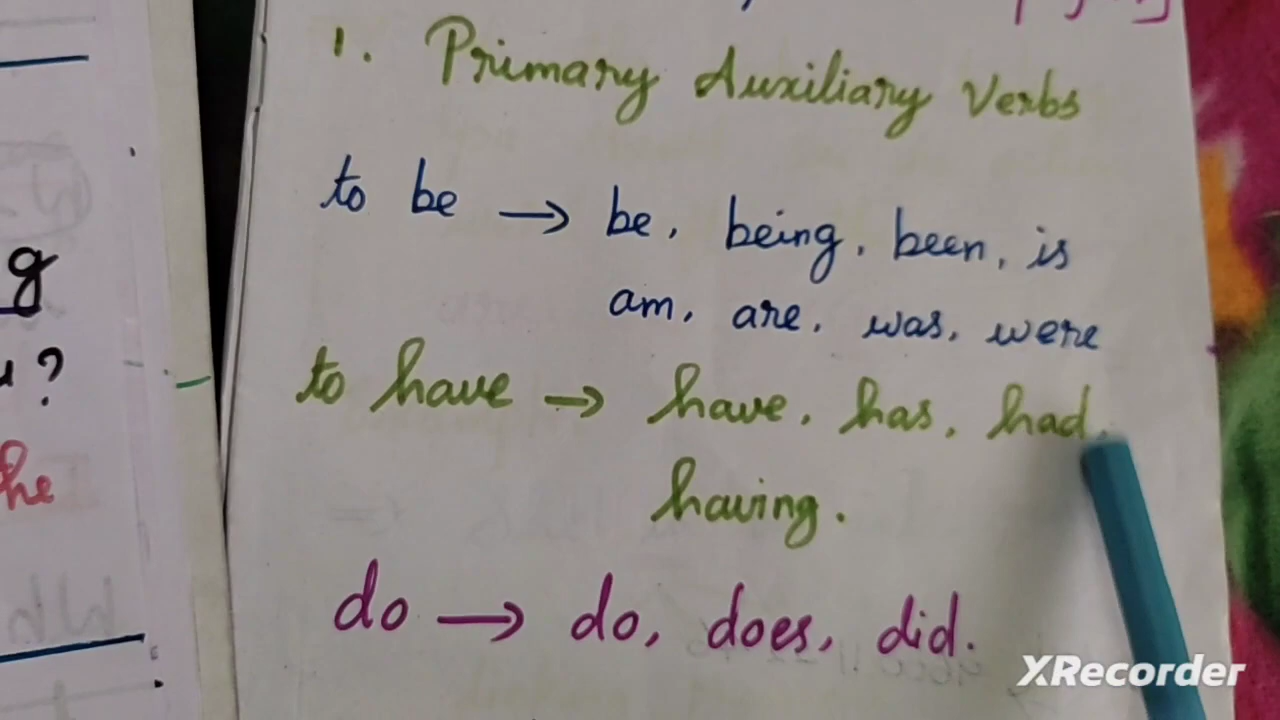 1. Primary Auxiliary Verbs
to be → be, being, been, is
am, are, was, were
to have → have, has, had,
having.
do → do, does, did.
g
?
he
XRecorder